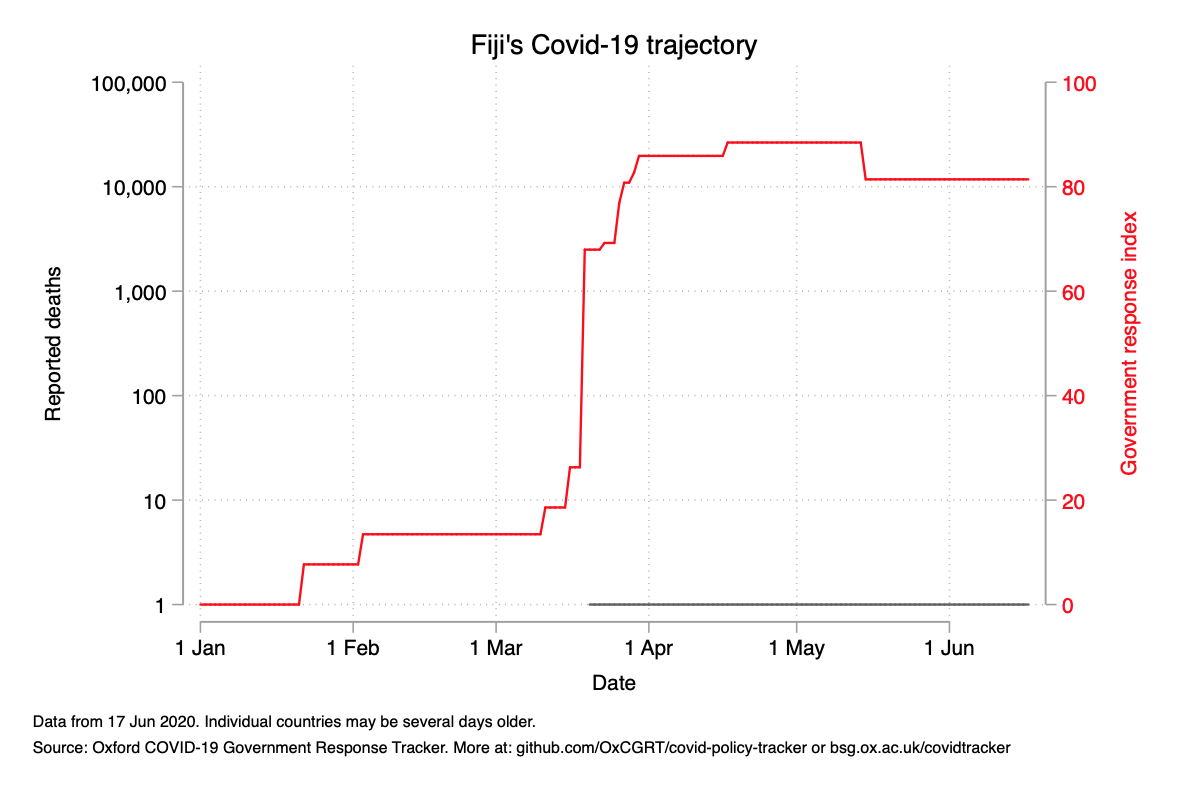 Fiji's Covid-19 trajectory
100,000
10,000
1,000
100
10
1
Reported deaths
100
80
60
40
20
0
Government response index
1 Jan
1 Feb
1 Mar
1 Apr
1 May
1 Jun
Date
Data from 17 Jun 2020. Individual countries may be several days older.
Source: Oxford COVID-19 Government Response Tracker. More at: github.com/OxCGRT/covid-policy-tracker or bsg.ox.ac.uk/covidtracker